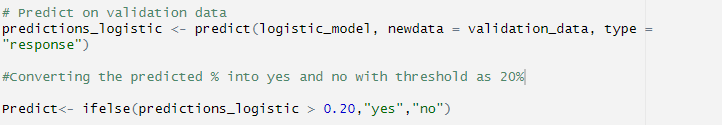 # Predict on validation data
predictions_logistic <- predict(logistic_model, newdata = validation_data, type =
"response")
#Converting the predicted % into yes and no with threshold as 20%
Predict<- ifelse(predictions_logistic > 0.20,"yes","no")